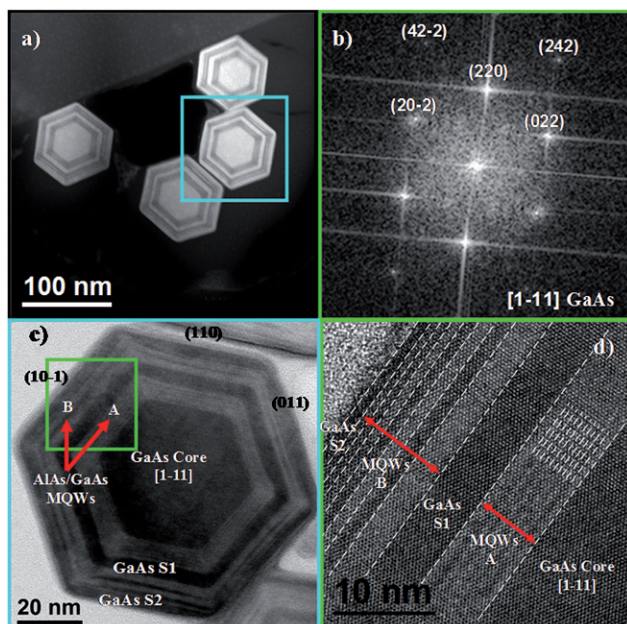 a)
100 nm
b)
(42-2)
(242)
(220)
(20-2)
(022)
[1-11] GaAs
c)
(110)
(10-1)
(011)
B
A
GaAs Core
[1-11]
AlAs/GaAs
MQWs
GaAs S1
GaAs S2
20 nm
d)
GaAs
S2
MQWs
B
GaAs
S1
MQWs
A
GaAs Core
[1-11]
10 nm